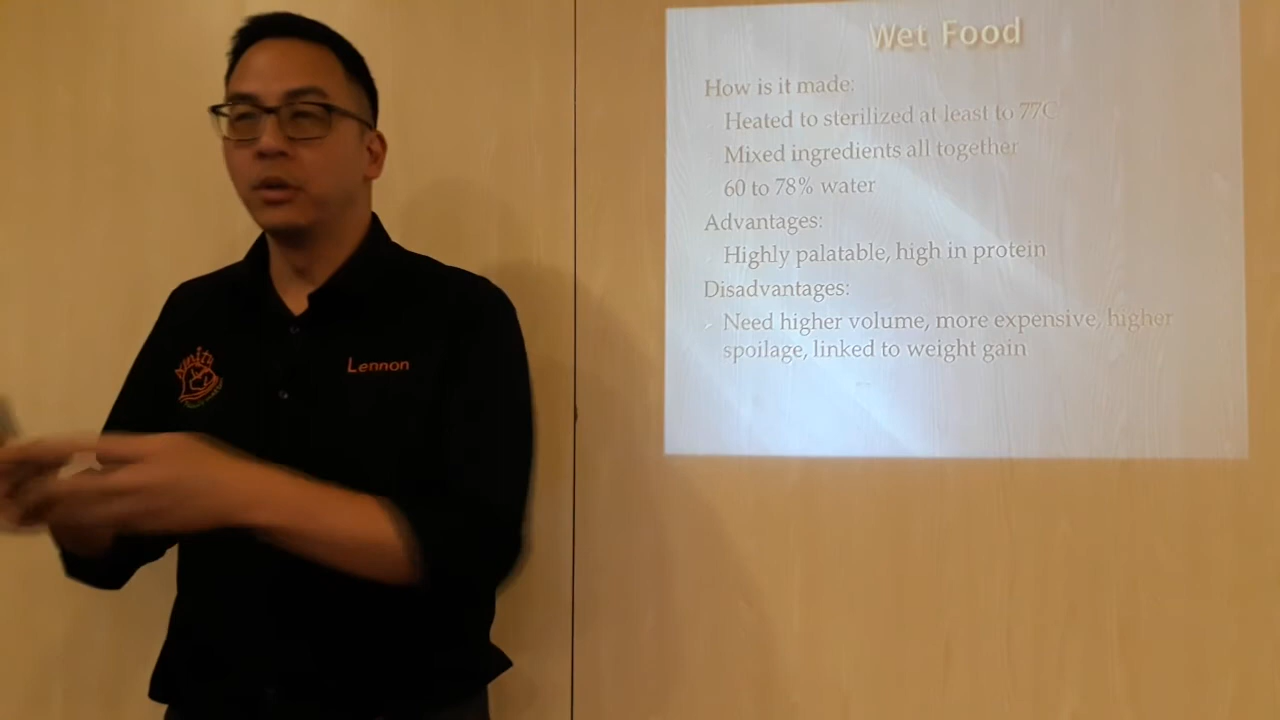 Wet Food
How is it made:
Heated to sterilized at least to 77C
Mixed ingredients all together
60 to 78% water
Advantages:
Highly palatable, high in protein
Disadvantages:
Need higher volume, more expensive, higher
spoilage, linked to weight gain
Lennon